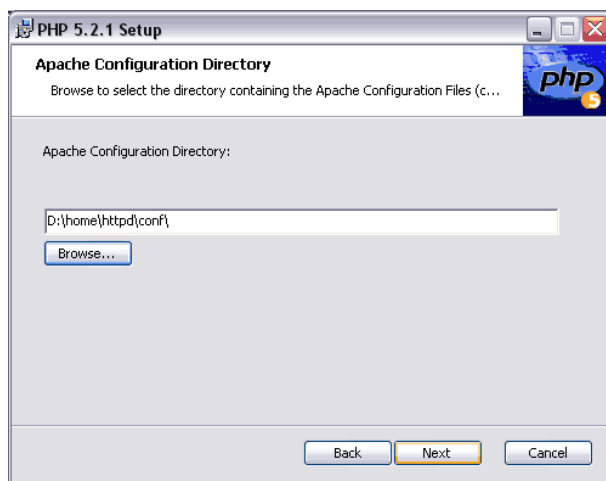 PHP 5.2.1 Setup
Apache Configuration Directory
Browse to select the directory containing the Apache Configuration Files (c...
php
5
Apache Configuration Directory:
D:\home\httpd\conf\
Browse...
Back Next Cancel